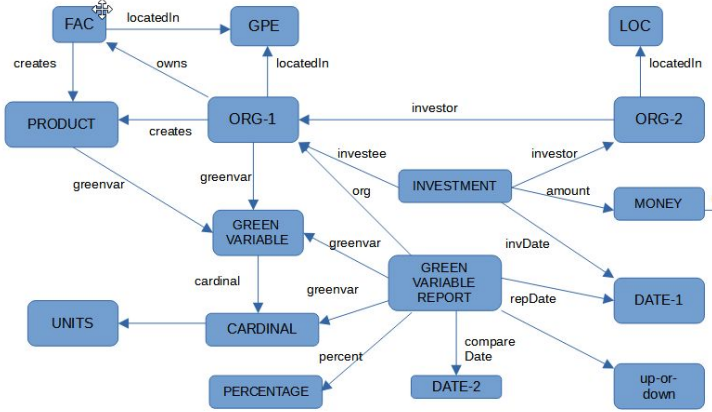 FAC
locatedIn
GPE
LOC
creates
owns
locatedIn
locatedIn
PRODUCT
creates
ORG-1
investor
ORG-2
greenvar
greenvar
investee
org
INVESTMENT
investor
amount
MONEY
GREEN
VARIABLE
greenvar
invDate
cardinal
greenvar
GREEN
VARIABLE
REPORT
repDate
DATE-1
UNITS
CARDINAL
percent
compare
Date
PERCENTAGE
DATE-2
up-or-
down